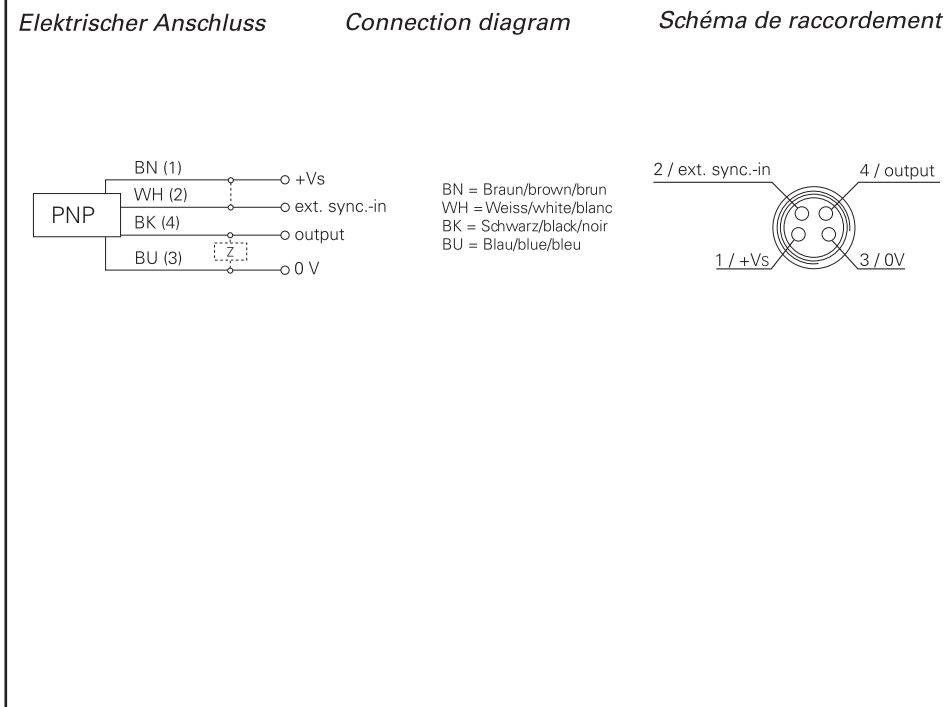 Elektrischer Anschluss
Connection diagram
Schéma de raccordement
PNP
BN (1)
+Vs
WH (2)
ext. sync.-in
BK (4)
output
Z
BU (3)
0 V
BN = Braun/brown/brun
WH = Weiss/white/blanc
BK = Schwarz/black/noir
BU = Blau/blue/bleu
2 / ext. sync.-in
4 / output
1 / +Vs
3 / 0V